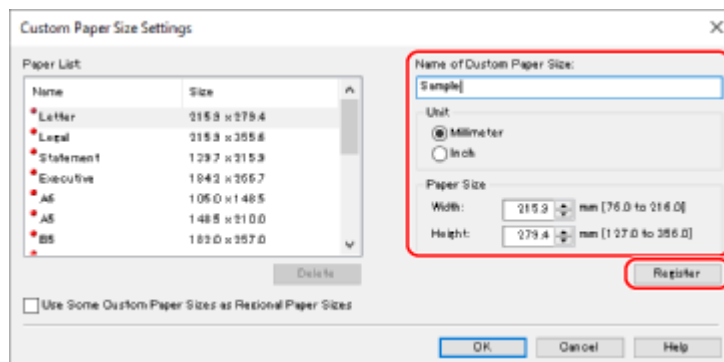 Custom Paper Size Settings
Paper List:
Name Size
Letter 215.9 x 279.4
Legal 215.9 x 355.6
Statement 139.7 x 215.9
Executive 184.2 x 266.7
A6 105.0 x 148.5
A5 148.5 x 210.0
B5 182.0 x 257.0
Delete
Use Some Custom Paper Sizes as Regional Paper Sizes
Name of Custom Paper Size:
Sample
Unit
Millimeter
Inch
Paper Size
Width: 215.9 mm [76.0 to 216.0]
Height: 279.4 mm [127.0 to 356.0]
Register
OK Cancel Help